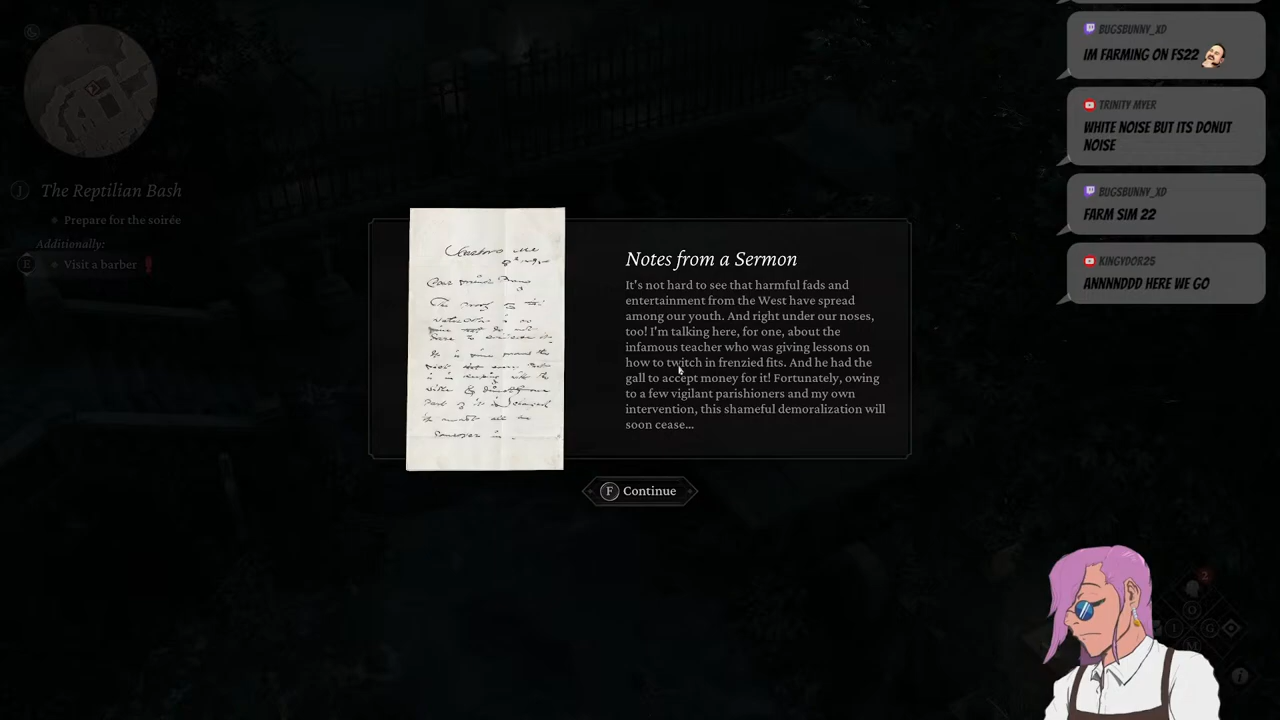 BUGSBUNNY_XD
IM FARMING ON FS22
TRINITY MYER
WHITE NOISE BUT ITS DONUT
NOISE
BUGSBUNNY_XD
FARM SIM 22
KINGYDOR25
ANNNNDDD HERE WE GO
J The Reptilian Bash
Prepare for the soirée
Additionally:
E Visit a barber
Notes from a Sermon
It's not hard to see that harmful fads and
entertainment from the West have spread
among our youth. And right under our noses,
too! I'm talking here, for one, about the
infamous teacher who was giving lessons on
how to twitch in frenzied fits. And he had the
gall to accept money for it! Fortunately, owing
to a few vigilant parishioners and my own
intervention, this shameful demoralization will
soon cease...
F Continue
2
O
I G
M
i